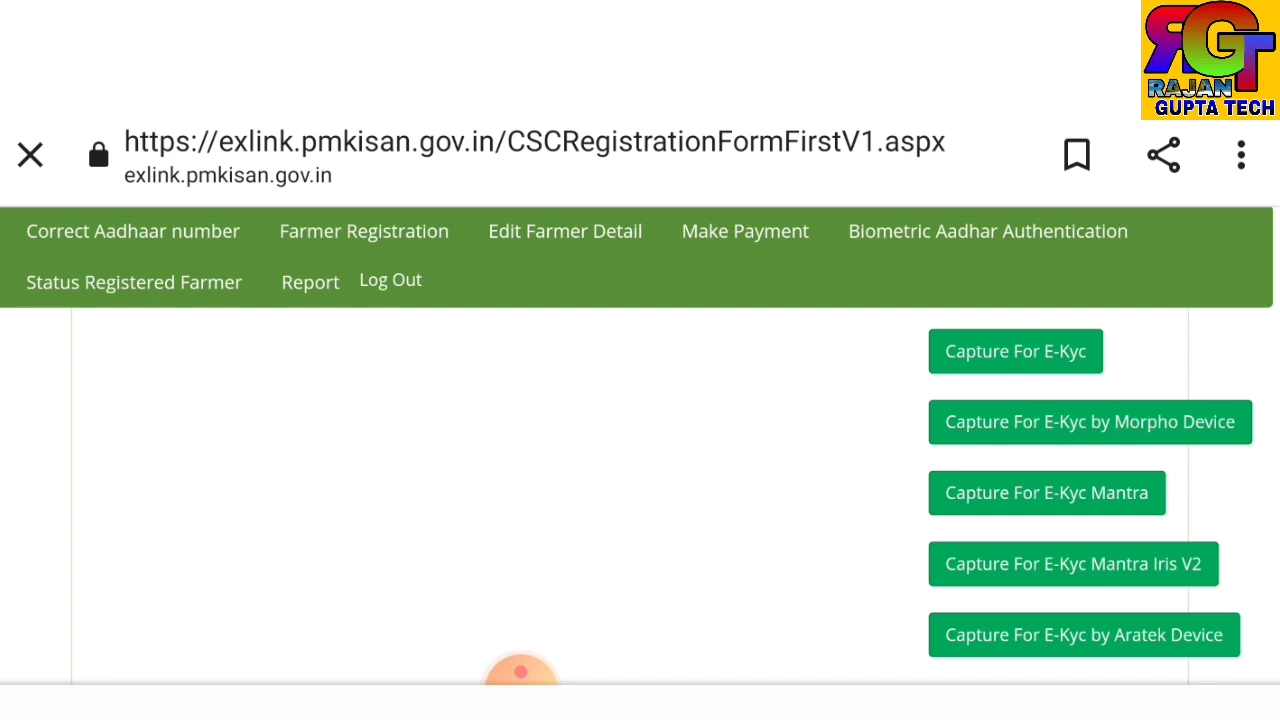 RGT
RAJAN
GUPTA TECH
https://exlink.pmkisan.gov.in/CSCRegistrationFormFirstV1.aspx
exlink.pmkisan.gov.in
Correct Aadhaar number Farmer Registration Edit Farmer Detail Make Payment Biometric Aadhar Authentication
Status Registered Farmer Report Log Out
Capture For E-Kyc
Capture For E-Kyc by Morpho Device
Capture For E-Kyc Mantra
Capture For E-Kyc Mantra Iris V2
Capture For E-Kyc by Aratek Device